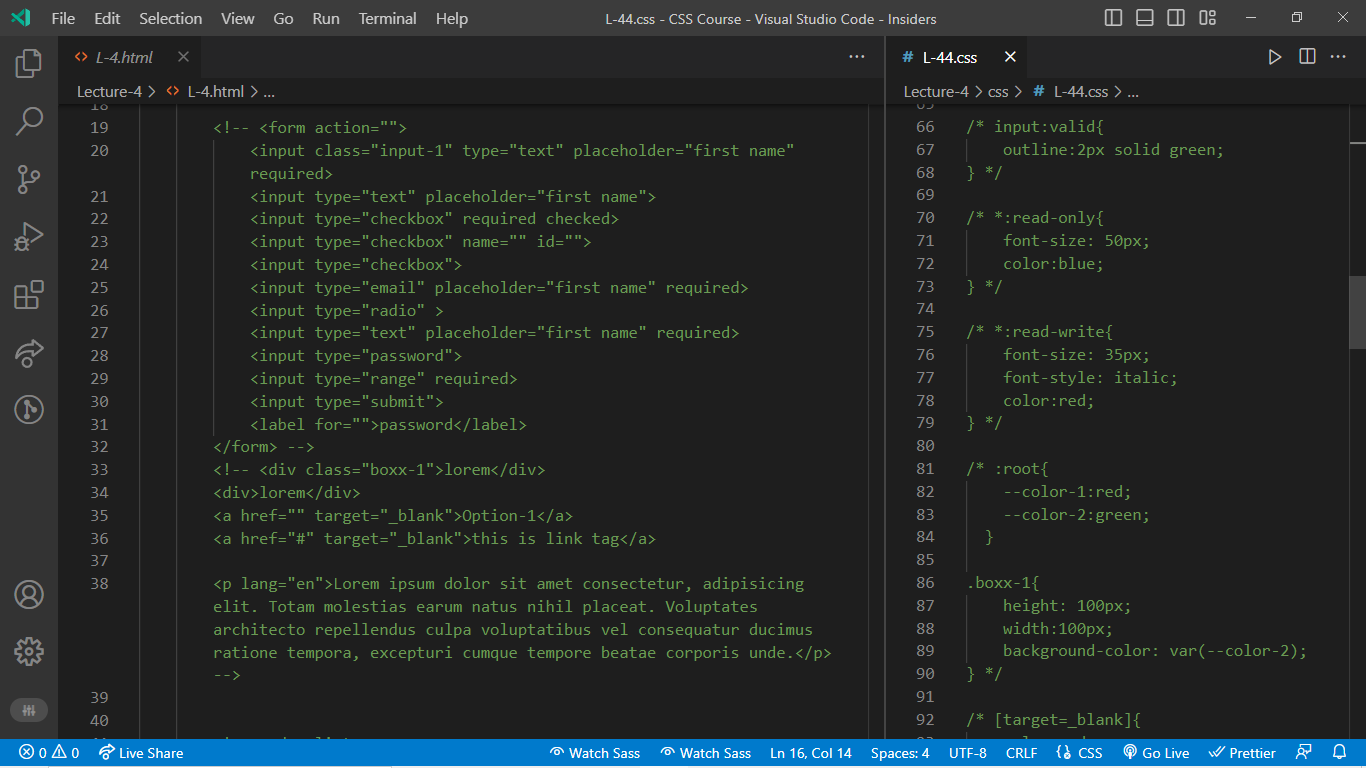 File Edit Selection View Go Run Terminal Help
L-44.css - CSS Course - Visual Studio Code - Insiders
L-4.html
Lecture-4 > L-4.html > ...
18
19 <!-- <form action="">
20 <input class="input-1" type="text" placeholder="first name"
required>
21 <input type="text" placeholder="first name">
22 <input type="checkbox" required checked>
23 <input type="checkbox" name="" id="">
24 <input type="checkbox">
25 <input type="email" placeholder="first name" required>
26 <input type="radio" >
27 <input type="text" placeholder="first name" required>
28 <input type="password">
29 <input type="range" required>
30 <input type="submit">
31 <label for="">password</label>
32 </form> -->
33 <!-- <div class="boxx-1">lorem</div>
34 <div>lorem</div>
35 <a href="" target="_blank">Option-1</a>
36 <a href="#" target="_blank">this is link tag</a>
37
38 <p lang="en">Lorem ipsum dolor sit amet consectetur, adipisicing
elit. Totam molestias earum natus nihil placeat. Voluptates
architecto repellendus culpa voluptatibus vel consequatur ducimus
ratione tempora, excepturi cumque tempore beatae corporis unde.</p>
-->
39
40
# L-44.css
Lecture-4 > css > # L-44.css > ...
65
66 /* input:valid{
67 outline:2px solid green;
68 } */
69
70 /* *:read-only{
71 font-size: 50px;
72 color:blue;
73 } */
74
75 /* *:read-write{
76 font-size: 35px;
77 font-style: italic;
78 color:red;
79 } */
80
81 /* :root{
82 --color-1:red;
83 --color-2:green;
84 }
85
86 .boxx-1{
87 height: 100px;
88 width:100px;
89 background-color: var(--color-2);
90 } */
91
92 /* [target=_blank]{
0 0 Live Share Watch Sass Watch Sass Ln 16, Col 14 Spaces: 4 UTF-8 CRLF {} CSS Go Live Prettier